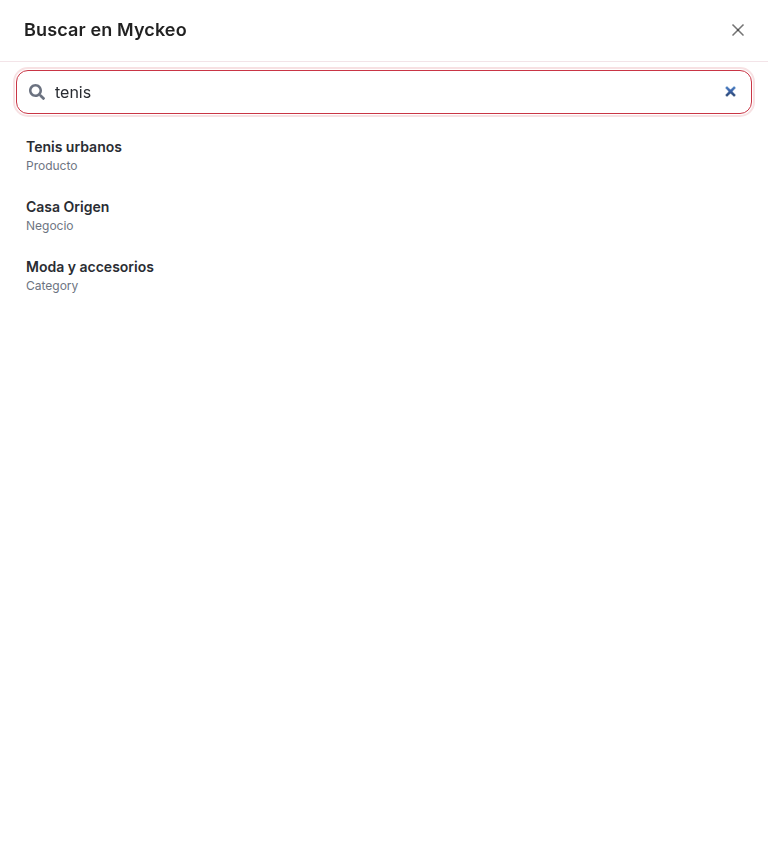 Buscar en Myckeo
tenis
Tenis urbanos
Producto
Casa Origen
Negocio
Moda y accesorios
Category